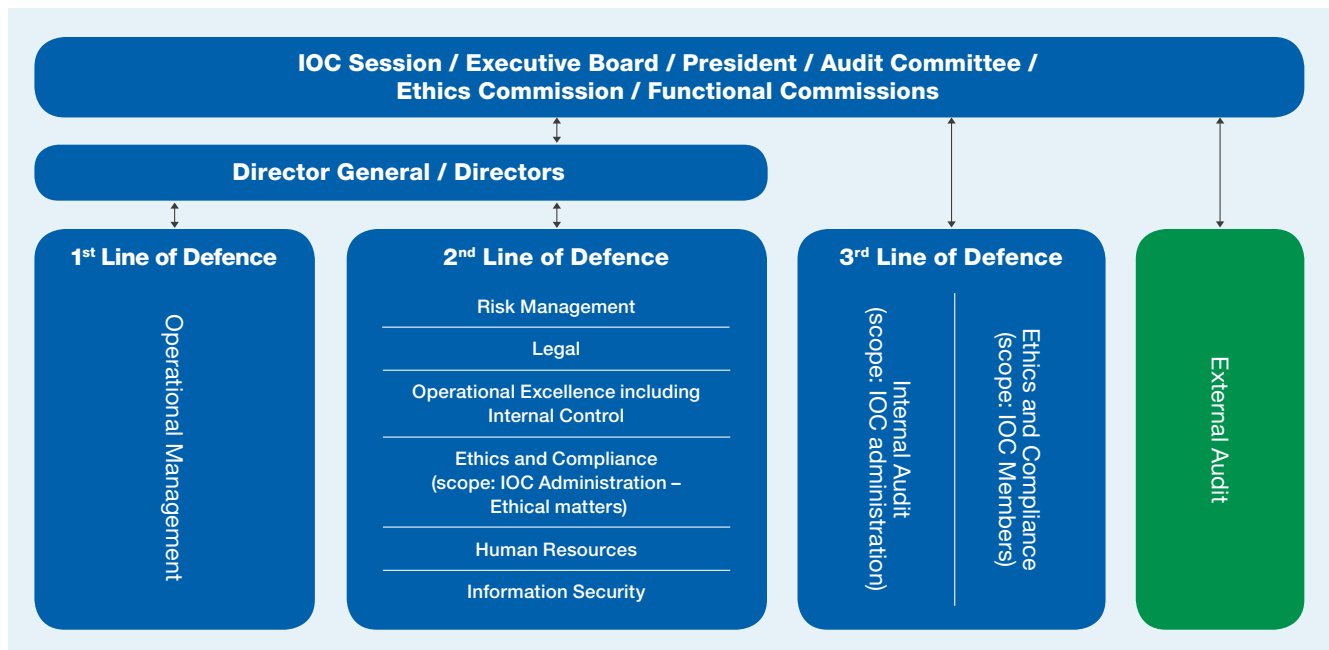 IOC Session / Executive Board / President / Audit Committee /
Ethics Commission / Functional Commissions
Director General / Directors
1st Line of Defence
Operational Management
2nd Line of Defence
Risk Management
Legal
Operational Excellence including
Internal Control
Ethics and Compliance
(scope: IOC Administration –
Ethical matters)
Human Resources
Information Security
3rd Line of Defence
Internal Audit
(scope: IOC administration)
Ethics and Compliance
(scope: IOC Members)
External Audit